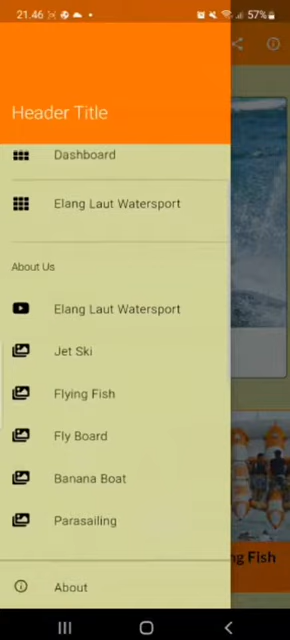 21.46
57%
Header Title
Dashboard
Elang Laut Watersport
About Us
Elang Laut Watersport
Jet Ski
Flying Fish
Fly Board
Banana Boat
Parasailing
ng Fish
About